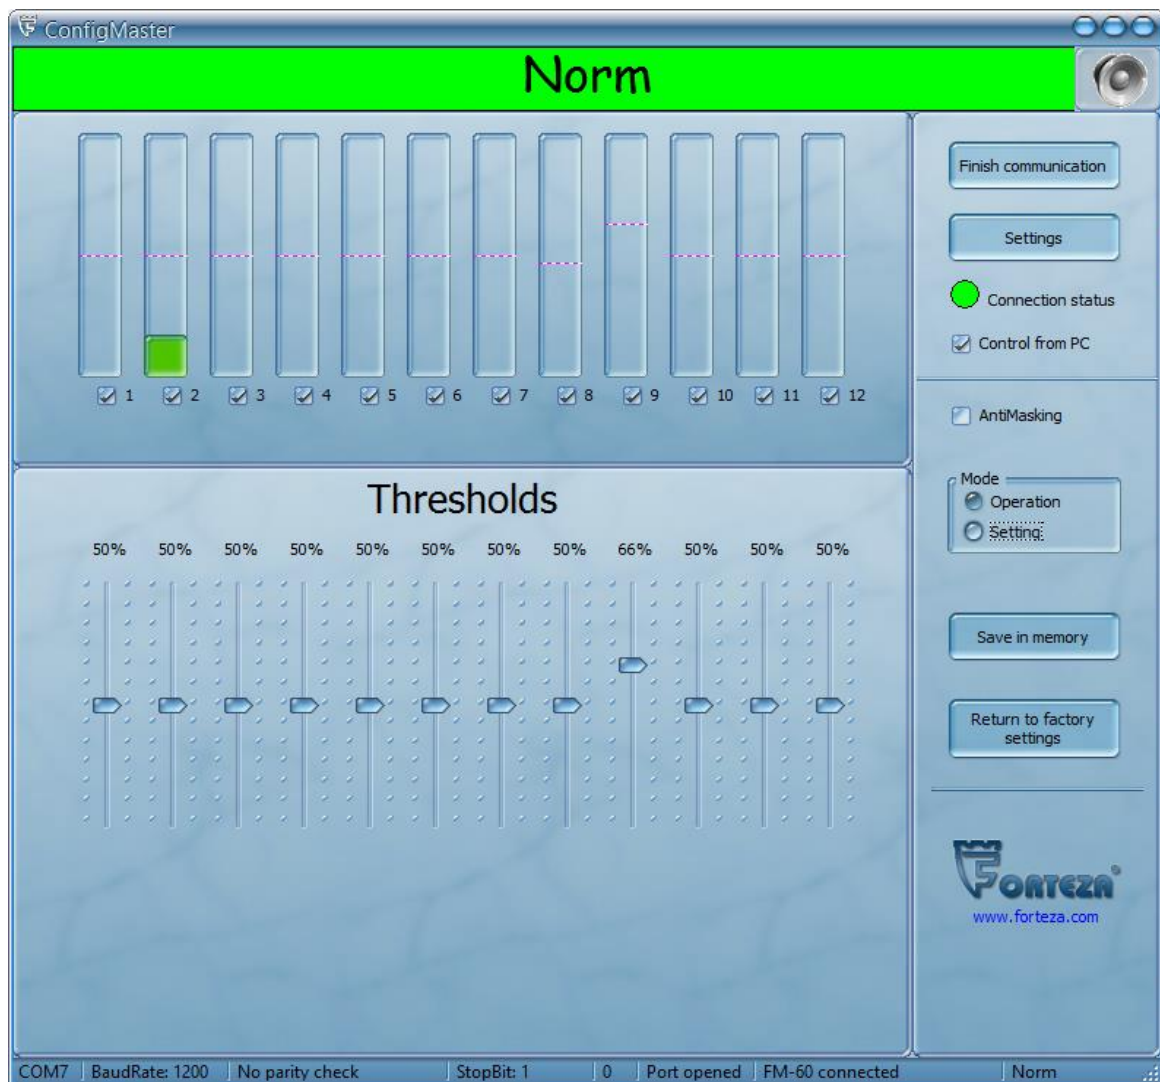 ConfigMaster
Norm
1 2 3 4 5 6 7 8 9 10 11 12
Thresholds
50% 50% 50% 50% 50% 50% 50% 50% 66% 50% 50% 50%
Finish communication
Settings
Connection status
Control from PC
AntiMasking
Mode
Operation
Setting
Save in memory
Return to factory
settings
FORTEZA®
www.forteza.com
COM7 BaudRate: 1200 No parity check StopBit: 1 0 Port opened FM-60 connected Norm